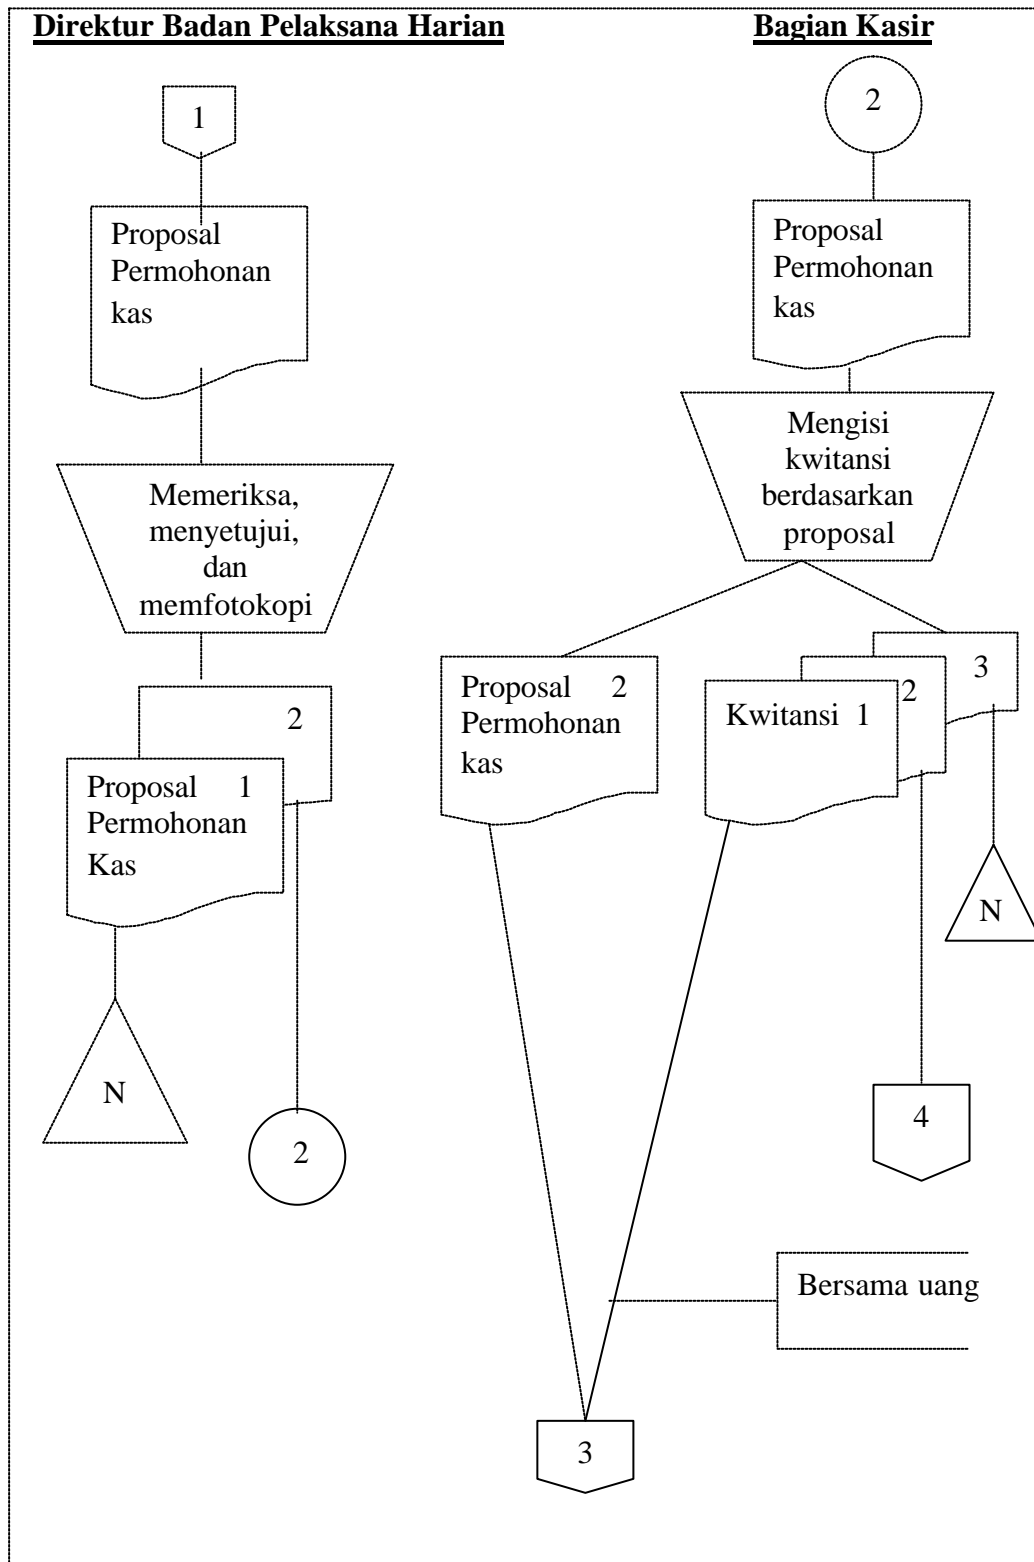 Direktur Badan Pelaksana Harian
1
Proposal
Permohonan
kas
Memeriksa,
menyetujui,
dan
memfotokopi
2
Proposal 1
Permohonan
Kas
N
2
Bagian Kasir
2
Proposal
Permohonan
kas
Mengisi
kwitansi
berdasarkan
proposal
Proposal 2
Permohonan
kas
Kwitansi 1
2
3
N
4
Bersama uang
3